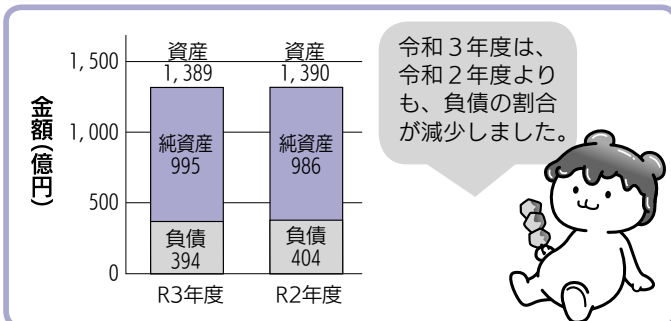 金額(億円)
1,500
1,000
500
0
資産
1,389
純資産
995
負債
394
R3年度
資産
1,390
純資産
986
負債
404
R2年度
令和３年度は、
令和２年度より
も、負債の割合
が減少しました。